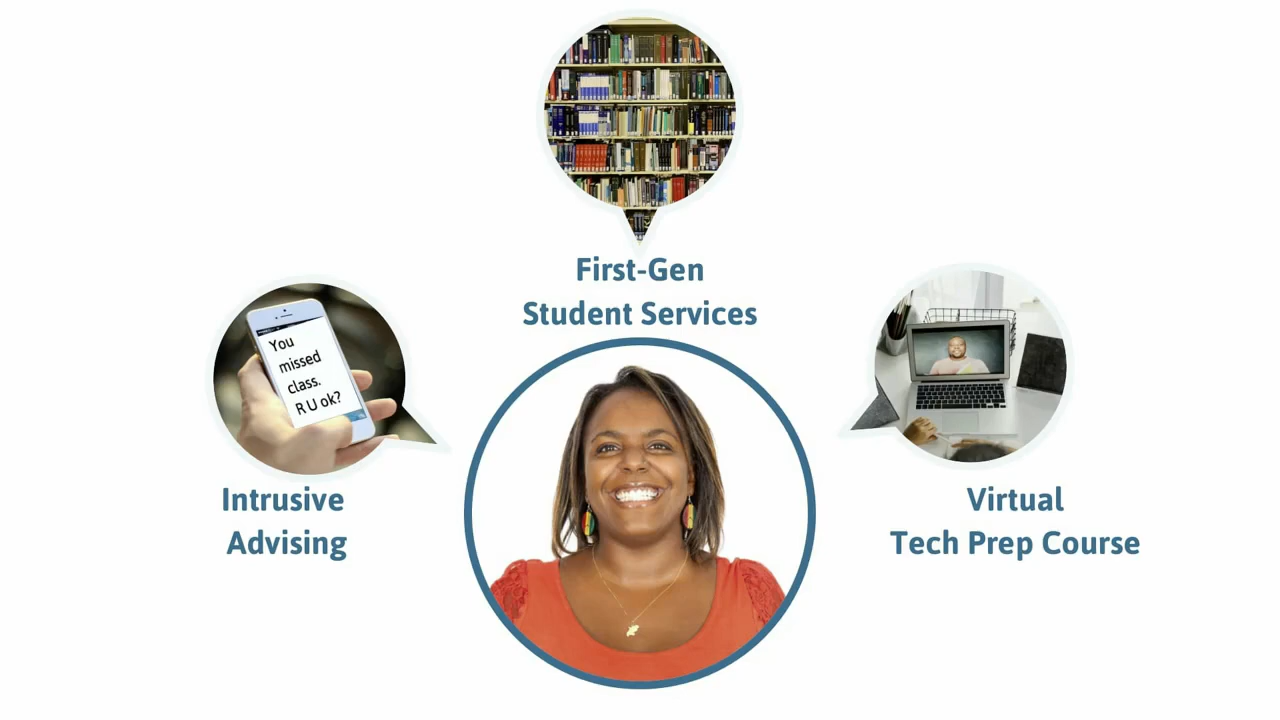 First-Gen
Student Services
You
missed
class.
R U ok?
Intrusive
Advising
Virtual
Tech Prep Course